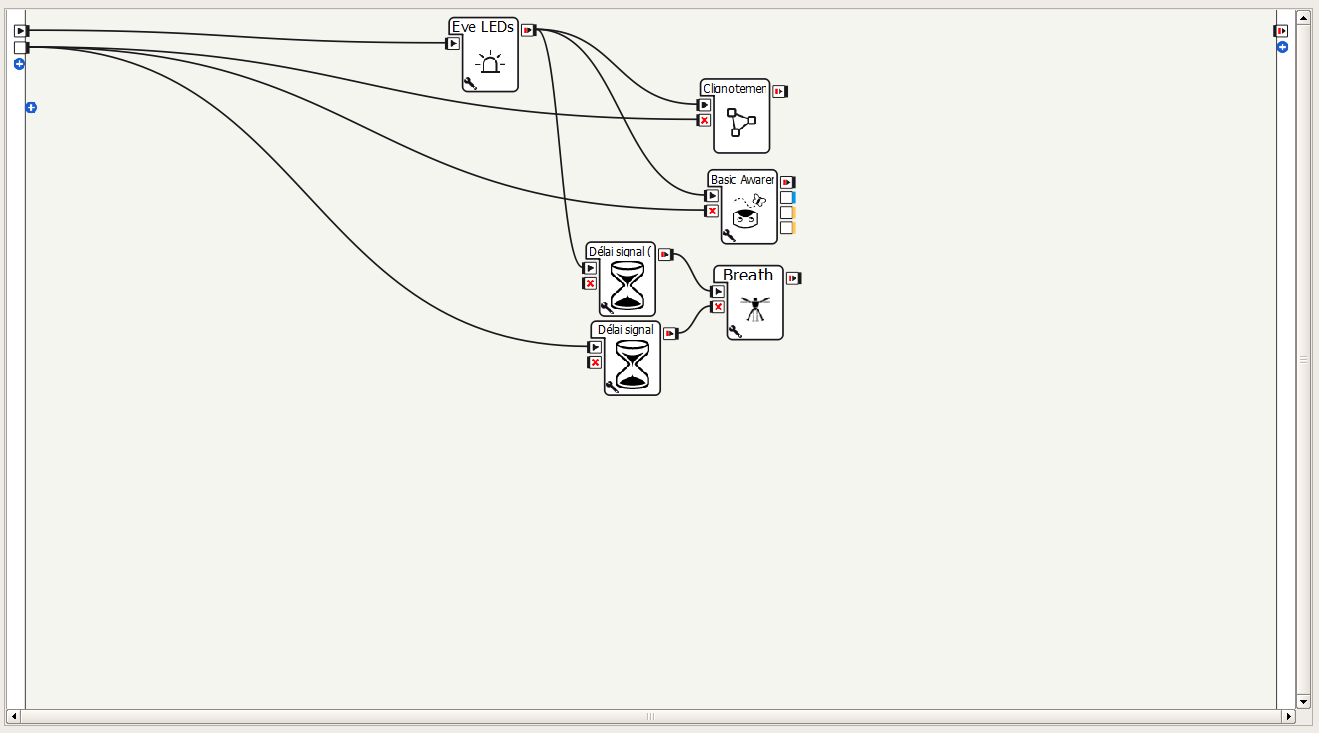 Eye LEDs
Clignotemer
Basic Awarer
Délai signal (
Breath
Délai signal